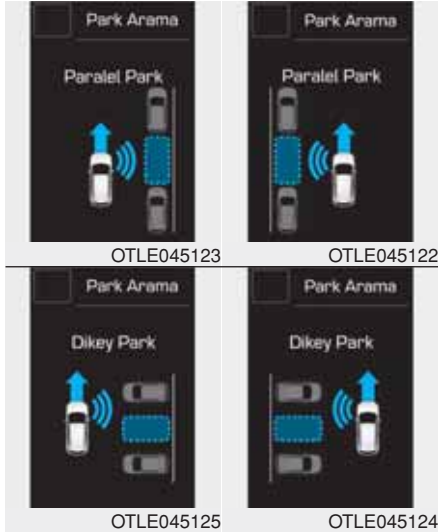 Park Arama
Paralel Park
OTLE045123
Park Arama
Paralel Park
OTLE045122
Park Arama
Dikey Park
OTLE045125
Park Arama
Dikey Park
OTLE045124